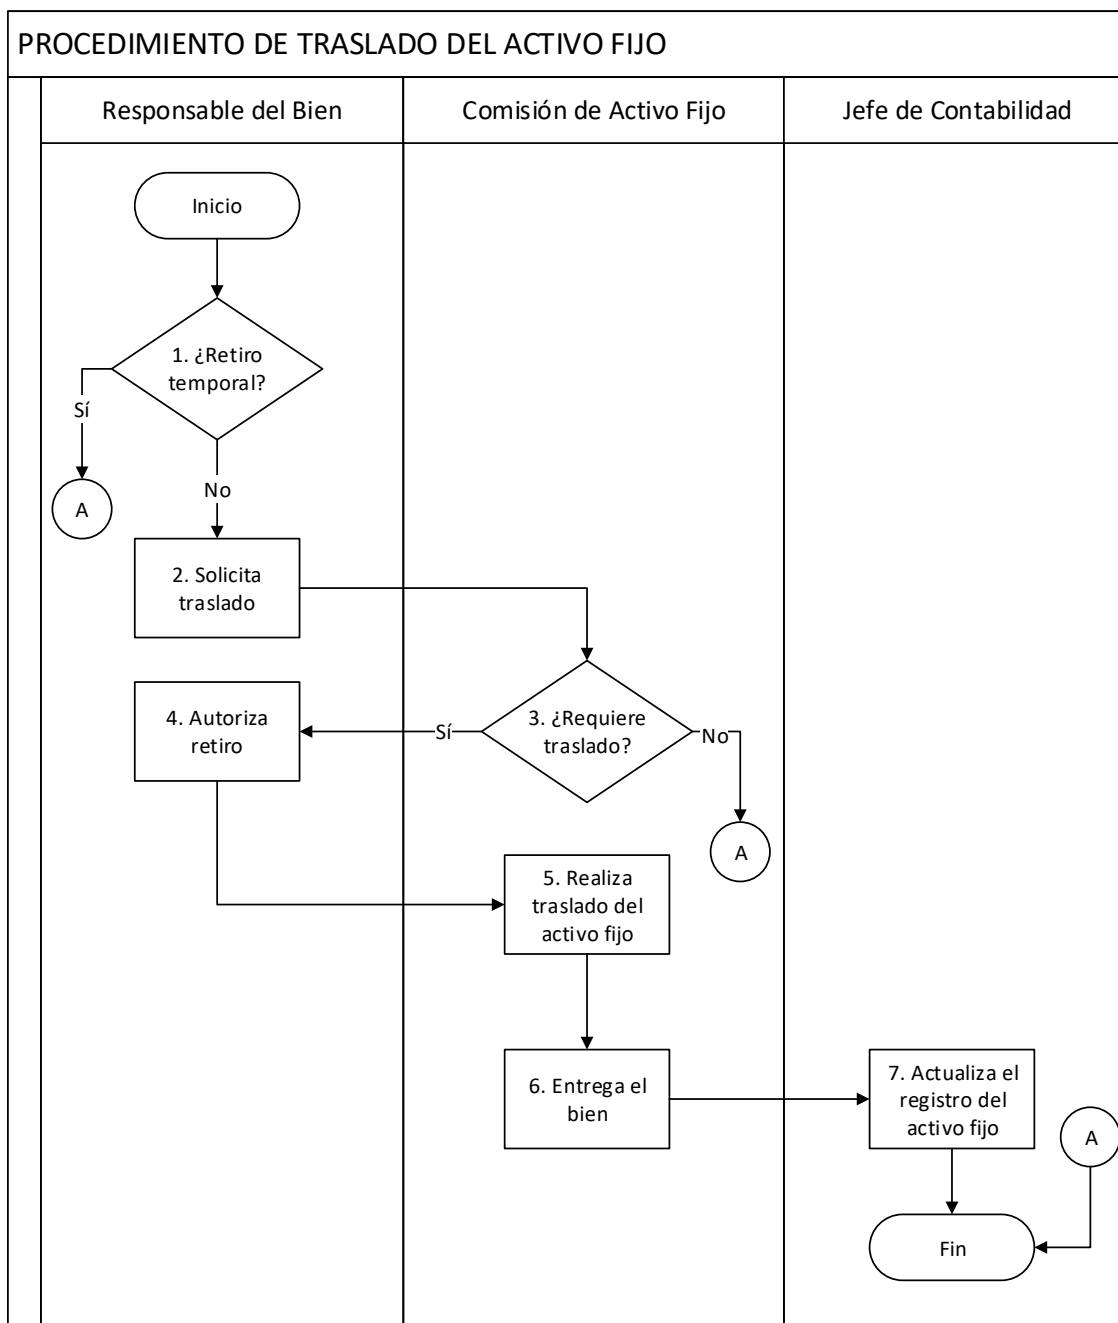 PROCEDIMIENTO DE TRASLADO DEL ACTIVO FIJO
Responsable del Bien
Comisión de Activo Fijo
Jefe de Contabilidad
Inicio
1. ¿Retiro
temporal?
Sí
A
No
2. Solicita
traslado
3. ¿Requiere
traslado?
Sí
No
4. Autoriza
retiro
A
5. Realiza
traslado del
activo fijo
6. Entrega el
bien
7. Actualiza el
registro del
activo fijo
A
Fin